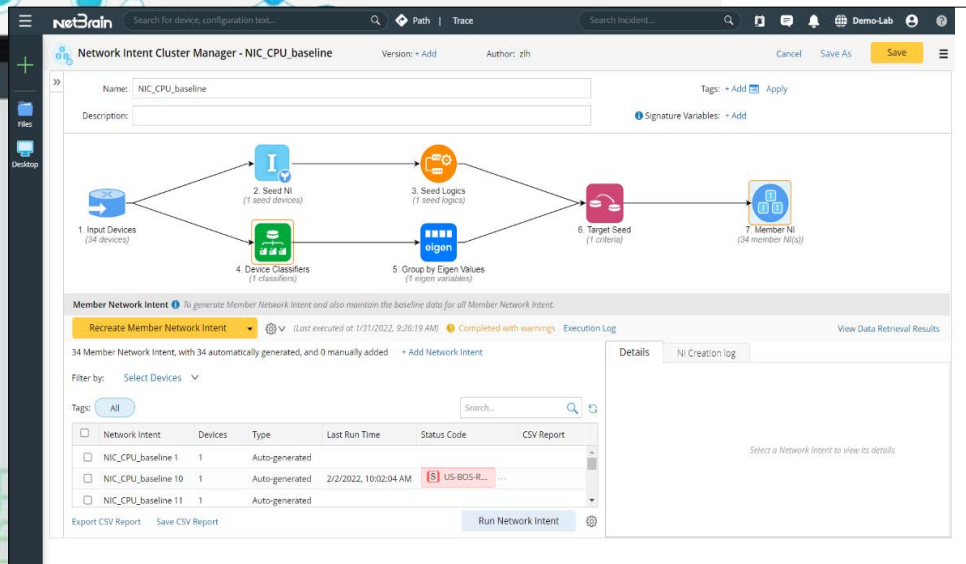 NetBrain Search for device, configuration text... Path | Trace Search Incident... Demo-Lab
Network Intent Cluster Manager - NIC_CPU_baseline Version: + Add Author: zlh Cancel Save As Save
Name: NIC_CPU_baseline Tags: + Add Apply
Description: Signature Variables: + Add
Files
Desktop
1. Input Devices
(34 devices)
2. Seed NI
(1 seed devices)
3. Seed Logics
(1 seed logics)
4. Device Classifiers
(1 classifiers)
eigen
5. Group by Eigen Values
(1 eigen variables)
6. Target Seed
(1 criteria)
7. Member NI
(34 member NI(s))
Member Network Intent To generate Member Network Intent and also maintain the baseline data for all Member Network Intent.
Recreate Member Network Intent (Last executed at 1/31/2022, 9:26:19 AM) Completed with warnings Execution Log View Data Retrieval Results
34 Member Network Intent, with 34 automatically generated, and 0 manually added + Add Network Intent
Filter by: Select Devices
Tags: All Search...
Network Intent Devices Type Last Run Time Status Code CSV Report
NIC_CPU_baseline 1 1 Auto-generated
NIC_CPU_baseline 10 1 Auto-generated 2/2/2022, 10:02:04 AM S US-BOS-R... ...
NIC_CPU_baseline 11 1 Auto-generated
Export CSV Report Save CSV Report Run Network Intent
Details NI Creation log
Select a Network Intent to view its details